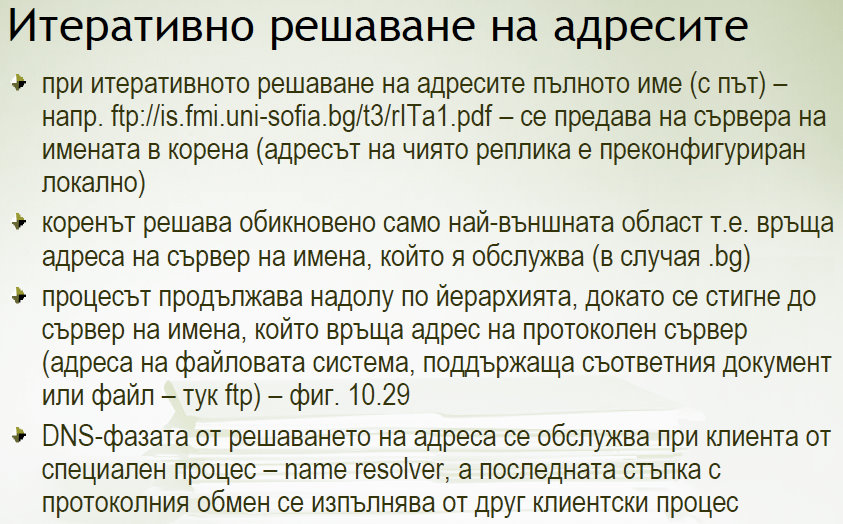 Итеративно решаване на адресите
при итеративното решаване на адресите пълното име (с път) –
напр. ftp://is.fmi.uni-sofia.bg/t3/rITa1.pdf – се предава на сървера на
имената в корена (адресът на чиято реплика е преконфигуриран
локално)
коренът решава обикновено само най-външната област т.е. връща
адреса на сървер на имена, който я обслужва (в случая .bg)
процесът продължава надолу по йерархията, докато се стигне до
сървер на имена, който връща адрес на протоколен сървер
(адреса на файловата система, поддържаща съответния документ
или файл – тук ftp) – фиг. 10.29
DNS-фазата от решаването на адреса се обслужва при клиента от
специален процес – name resolver, а последната стъпка с
протоколния обмен се изпълнява от друг клиентски процес